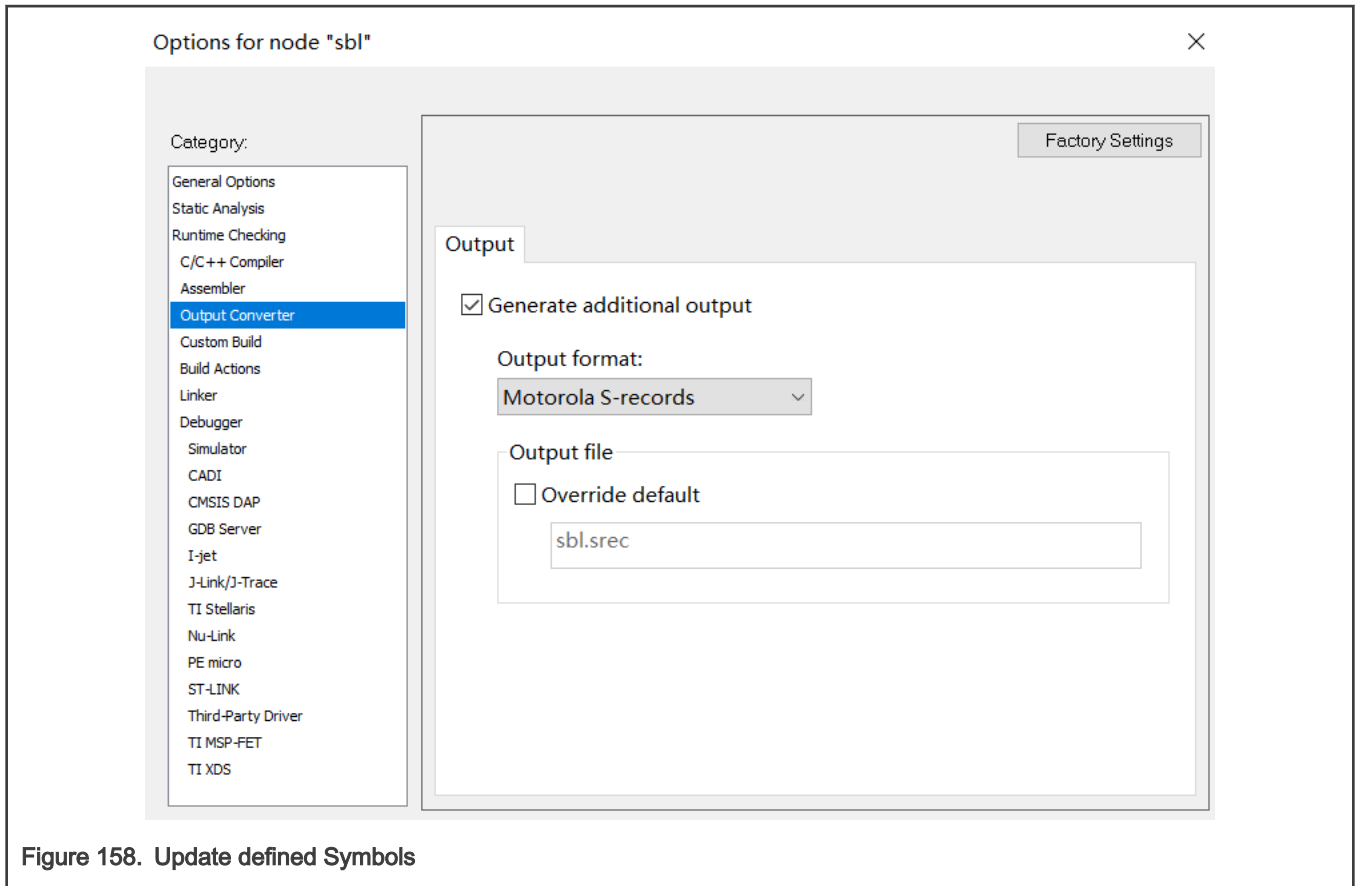 Options for node "sbl"
Category:
Factory Settings
General Options
Static Analysis
Runtime Checking
C/C++ Compiler
Assembler
Output Converter
Custom Build
Build Actions
Linker
Debugger
Simulator
CADI
CMSIS DAP
GDB Server
I-jet
J-Link/J-Trace
TI Stellaris
Nu-Link
PE micro
ST-LINK
Third-Party Driver
TI MSP-FET
TI XDS
Output
Generate additional output
Output format:
Motorola S-records
Output file
Override default
sbl.srec
Figure 158. Update defined Symbols